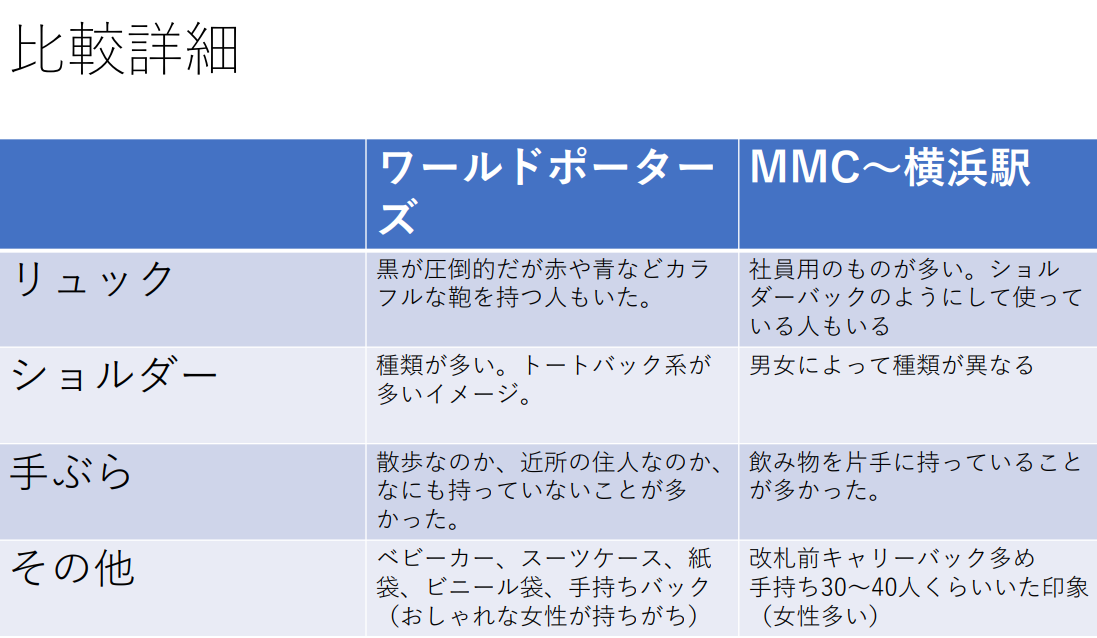 比較詳細
ワールドポーター
ズ
MMC～横浜駅
リュック
黒が圧倒的だが赤や青などカラ
フルな鞄を持つ人もいた。
社員用のものが多い。ショル
ダーバックのようにして使って
いる人もいる
ショルダー
種類が多い。トートバック系が
多いイメージ。
男女によって種類が異なる
手ぶら
散歩なのか、近所の住人なのか、
なにも持っていないことが多
かった。
飲み物を片手に持っていること
が多かった。
その他
ベビーカー、スーツケース、紙
袋、ビニール袋、手持ちバック
（おしゃれな女性が持ちがち）
改札前キャリーバック多め
手持ち30～40人くらいいた印象
（女性多い）